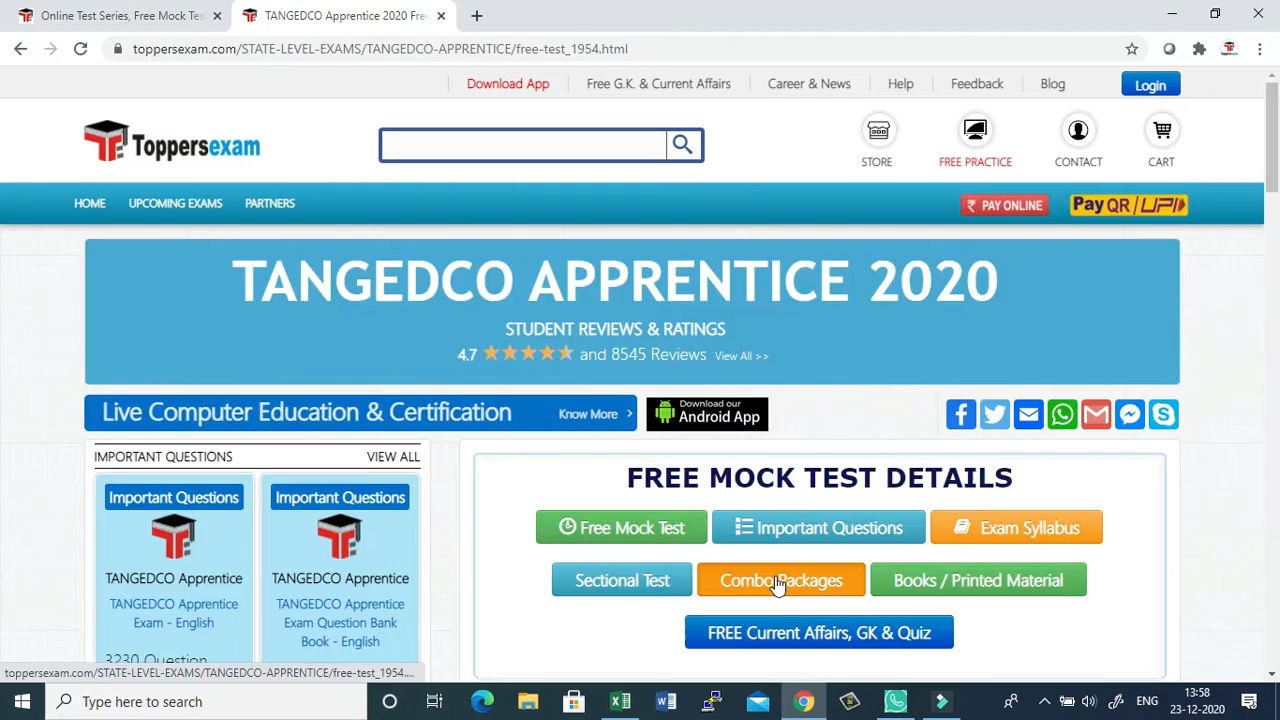 Online Test Series, Free Mock Tes
TANGEDCO Apprentice 2020 Fre
toppersexam.com/STATE-LEVEL-EXAMS/TANGEDCO-APPRENTICE/free-test_1954.html
Download App
Free G.K. & Current Affairs
Career & News
Help
Feedback
Blog
Login
Toppersexam
STORE
FREE PRACTICE
CONTACT
CART
HOME
UPCOMING EXAMS
PARTNERS
₹ PAY ONLINE
Pay QR/UPI
TANGEDCO APPRENTICE 2020
STUDENT REVIEWS & RATINGS
4.7 and 8545 Reviews View All >>
Live Computer Education & Certification Know More
Download our
Android App
IMPORTANT QUESTIONS
VIEW ALL
Important Questions
TANGEDCO Apprentice
TANGEDCO Apprentice
Exam - English
3230 Question
Important Questions
TANGEDCO Apprentice
TANGEDCO Apprentice
Exam Question Bank
Book - English
FREE MOCK TEST DETAILS
Free Mock Test
Important Questions
Exam Syllabus
Sectional Test
Combo Packages
Books / Printed Material
FREE Current Affairs, GK & Quiz
toppersexam.com/STATE-LEVEL-EXAMS/TANGEDCO-APPRENTICE/free-test_1954....
Type here to search
ENG
13:58
23-12-2020